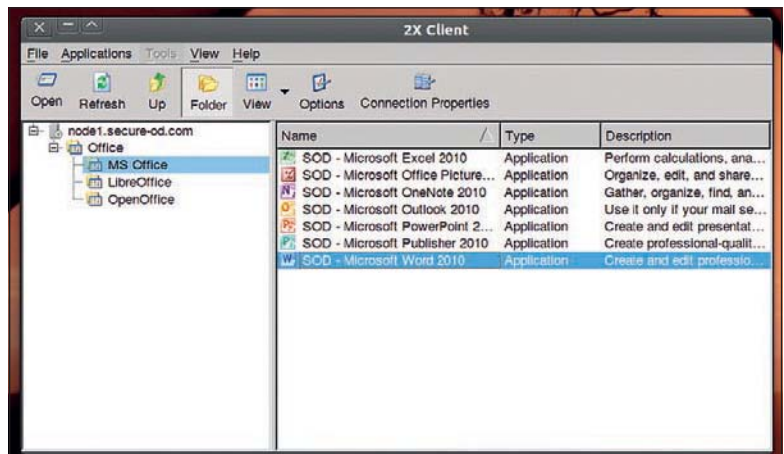 2X Client
File Applications Tools View Help
Open Refresh Up Folder View Options Connection Properties
node1.secure-od.com
Office
MS Office
LibreOffice
OpenOffice
Name Type Description
SOD - Microsoft Excel 2010 Application Perform calculations, ana...
SOD - Microsoft Office Picture... Application Organize, edit, and share...
SOD - Microsoft OneNote 2010 Application Gather, organize, find, an...
SOD - Microsoft Outlook 2010 Application Use it only if your mail se...
SOD - Microsoft PowerPoint 2... Application Create and edit presentat...
SOD - Microsoft Publisher 2010 Application Create professional-qualit...
SOD - Microsoft Word 2010 Application Create and edit professio...